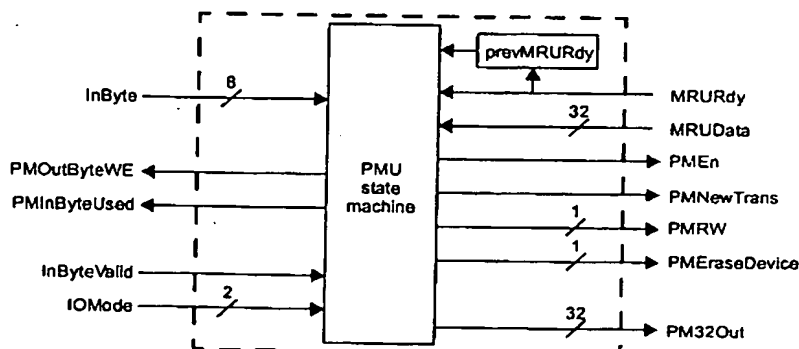 prevMRURdy
InByte
8
MRURdy
32
MRUData
PMOutByteWE
PMU
state
machine
PMEn
PMInByteUsed
PMNewTrans
1
PMRW
1
PMEraseDevice
InByteValid
IOMode
2
32
PM32Out